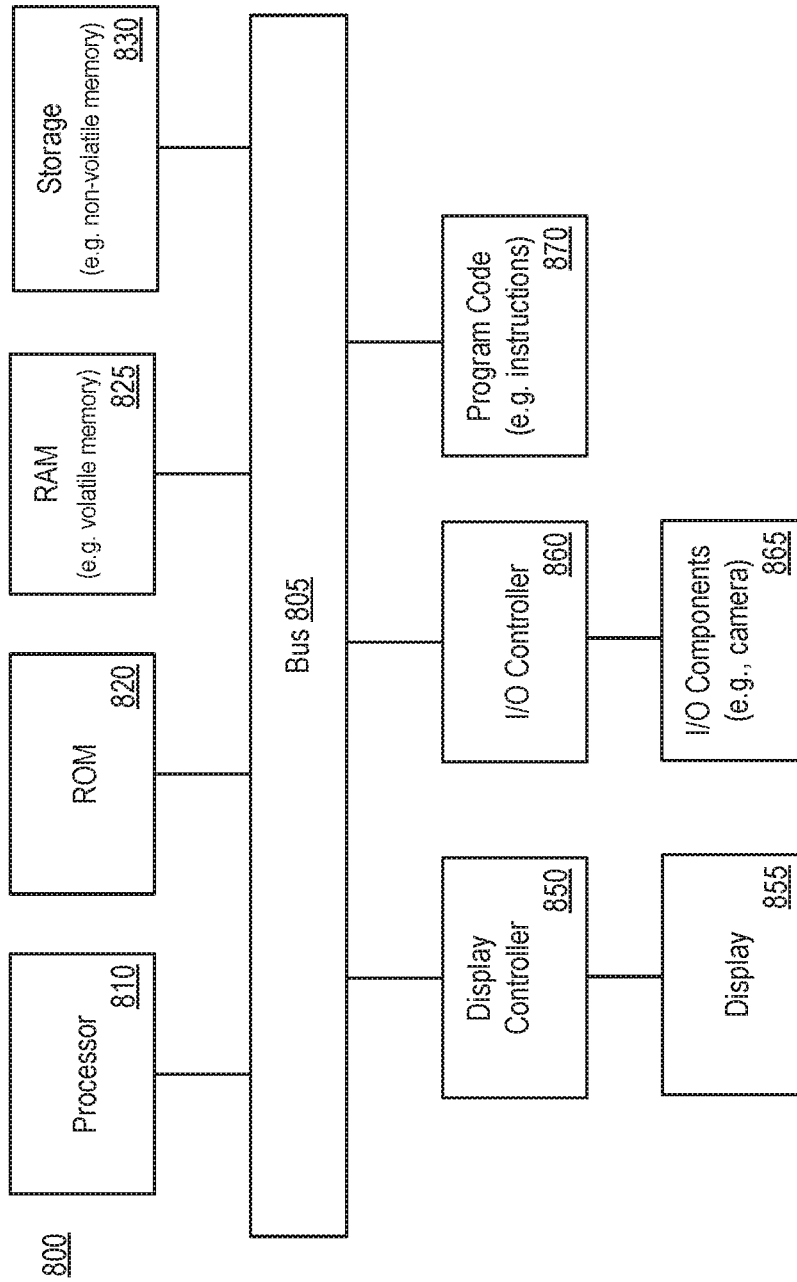 800
Processor
810
ROM
820
RAM
(e.g. volatile memory)
825
Storage
(e.g. non-volatile memory)
830
Bus 805
Display
Controller
850
I/O Controller
860
Program Code
(e.g. instructions)
870
Display
855
I/O Components
(e.g., camera)
865